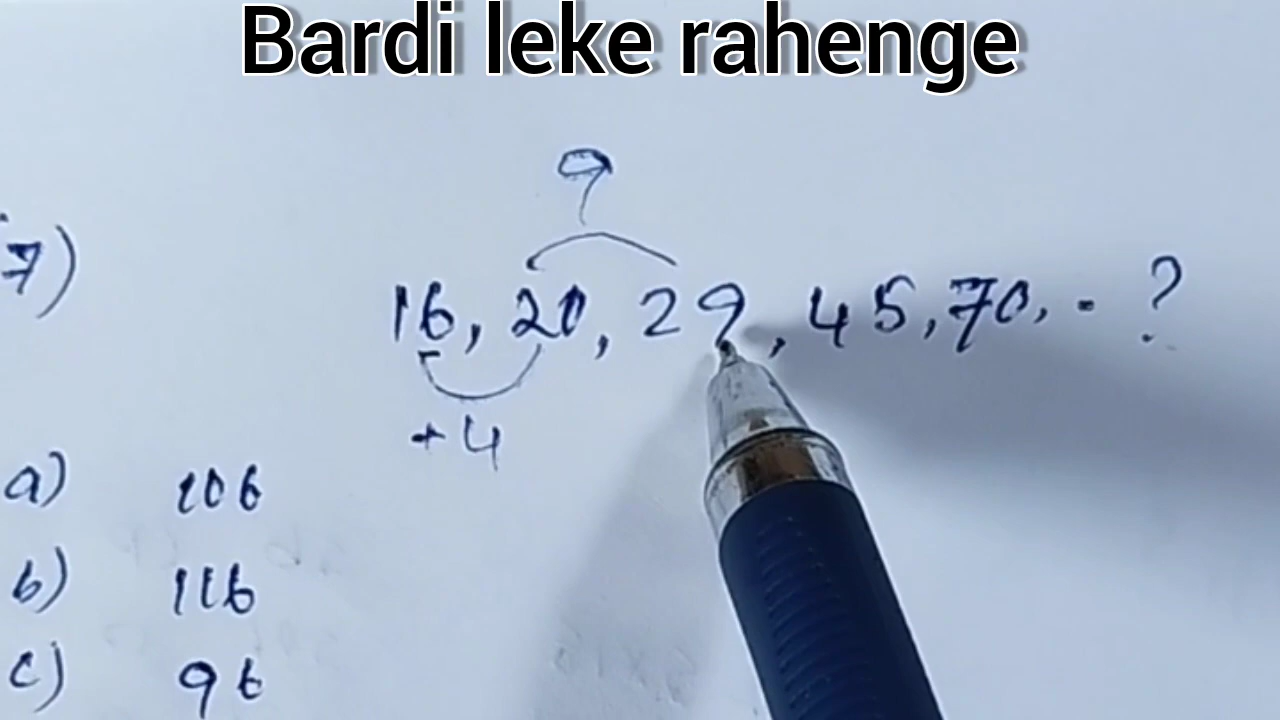 Bardi leke rahenge
9
7) 16, 20, 29, 45, 70, - ?
+4
a) 106
b) 116
c) 96